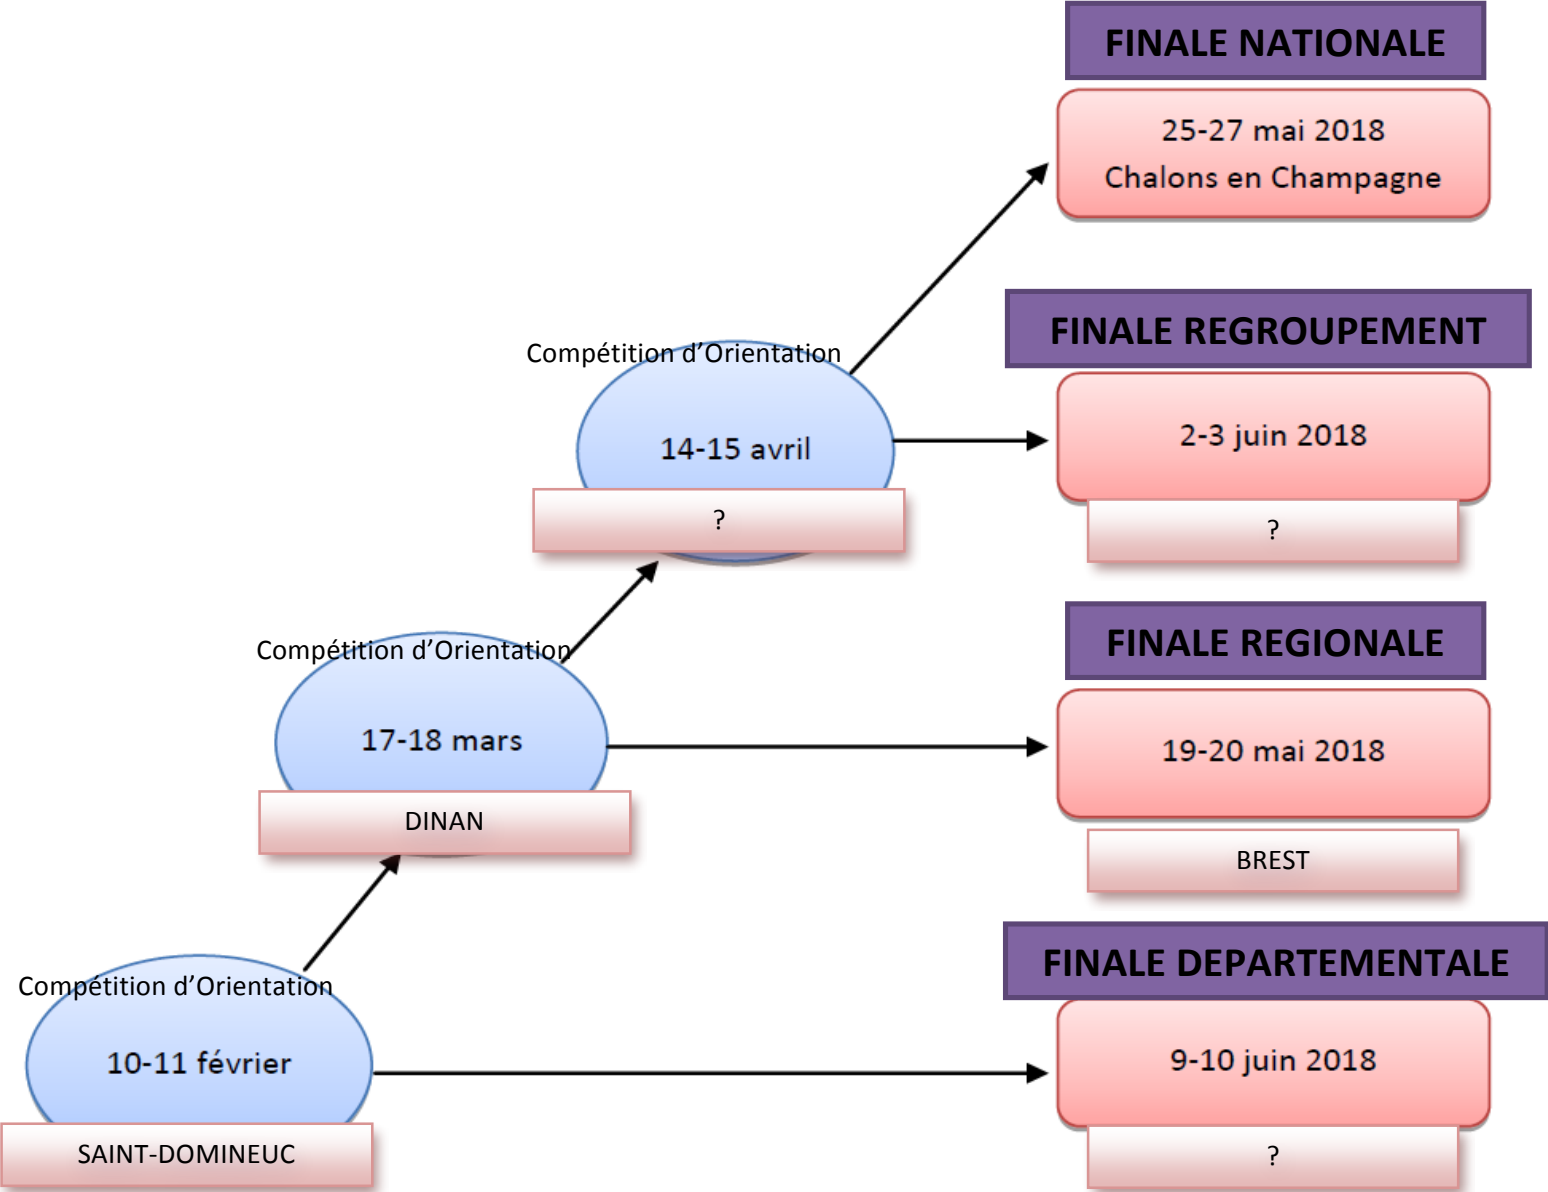 FINALE NATIONALE
25-27 mai 2018
Chalons en Champagne
FINALE REGROUPEMENT
Compétition d’Orientation
14-15 avril
2-3 juin 2018
?
?
FINALE REGIONALE
Compétition d’Orientation
17-18 mars
19-20 mai 2018
DINAN
BREST
FINALE DEPARTEMENTALE
Compétition d’Orientation
10-11 février
9-10 juin 2018
SAINT-DOMINEUC
?